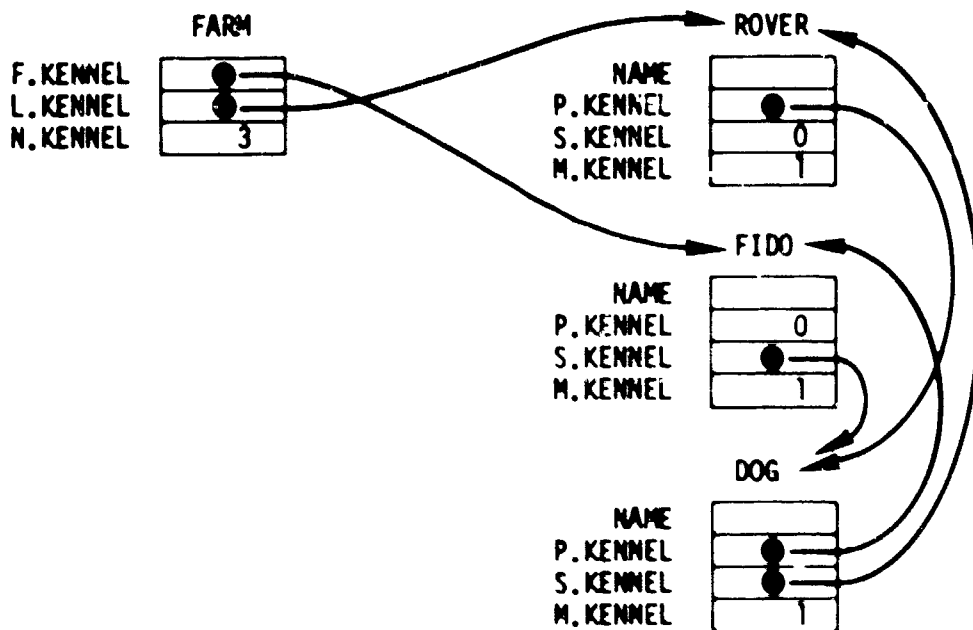 FARM
F.KENNEL
L.KENNEL
N.KENNEL 3
ROVER
NAME
P.KENNEL
S.KENNEL 0
M.KENNEL 1
FIDO
NAME
P.KENNEL 0
S.KENNEL
M.KENNEL 1
DOG
NAME
P.KENNEL
S.KENNEL
M.KENNEL 1